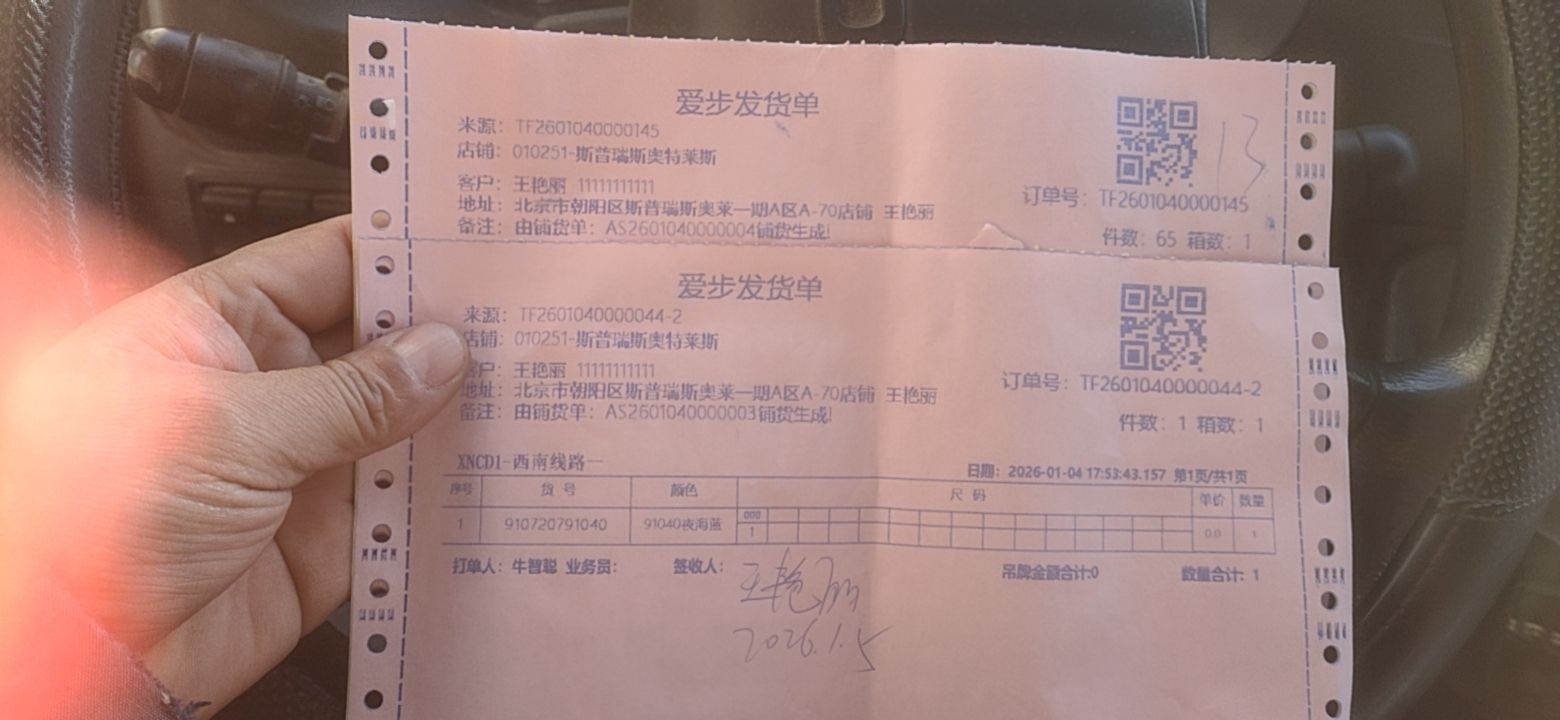 爱步发货单
来源：TF2601040000145
店铺：010251-斯普瑞斯奥特莱斯
13
客户：王艳丽 11111111111
订单号：TF2601040000145
地址：北京市朝阳区斯普瑞斯奥莱一期A区A-70店铺 王艳丽
备注：由铺货单：AS2601040000004铺货生成!
件数：65 箱数：1
爱步发货单
来源：TF2601040000044-2
店铺：010251-斯普瑞斯奥特莱斯
客户：王艳丽 11111111111
订单号：TF2601040000044-2
地址：北京市朝阳区斯普瑞斯奥莱一期A区A-70店铺 王艳丽
备注：由铺货单：AS2601040000003铺货生成!
件数：1 箱数：1
XNCD1-西南线路一
日期：2026-01-04 17:53:43.157 第1页/共1页
序号 货号 颜色 尺码 单价 数量
000
1 910720791040 91040夜海蓝 1 0.0 1
打单人：牛智聪 业务员： 签收人：王艳丽 吊牌金额合计:0 数量合计：1
2026.1.5